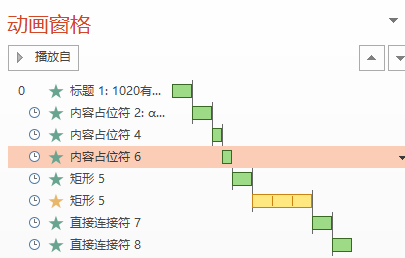 动画窗格
播放自
0 标题 1: 1020有...
内容占位符 2: α...
内容占位符 4
内容占位符 6
矩形 5
矩形 5
直接连接符 7
直接连接符 8